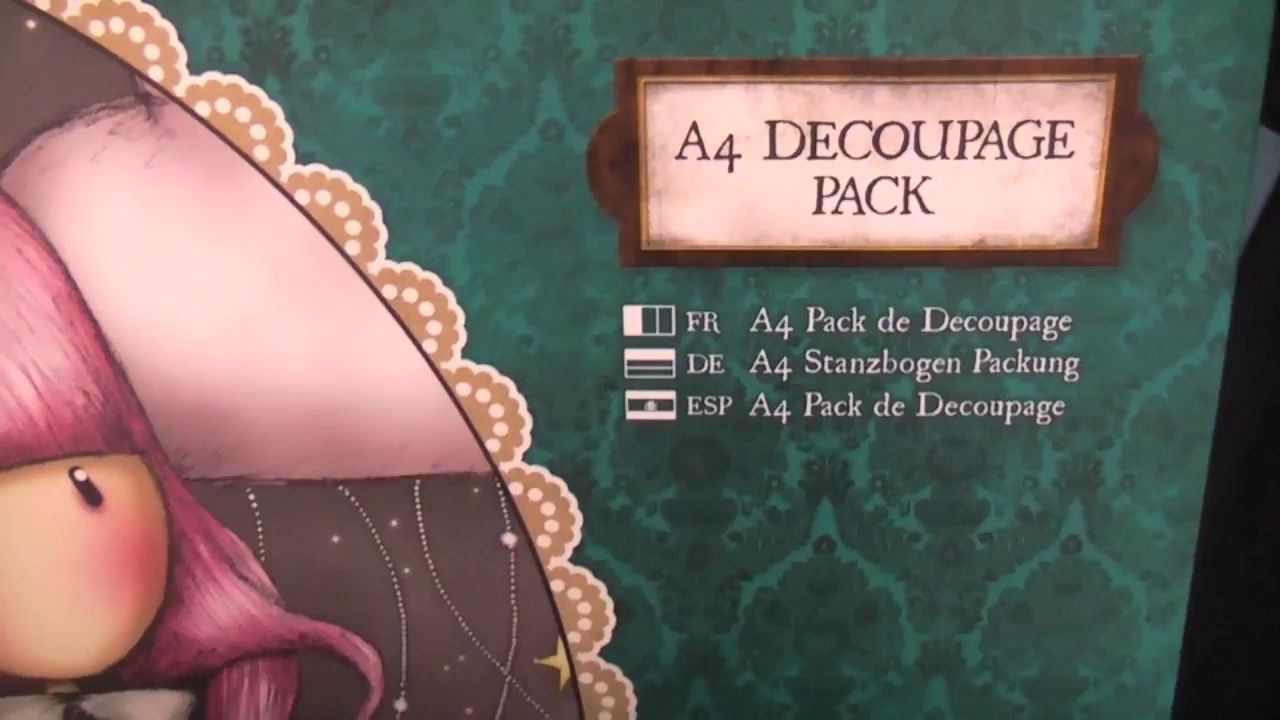 A4 DECOUPAGE
PACK
FR A4 Pack de Decoupage
DE A4 Stanzbogen Packung
ESP A4 Pack de Decoupage